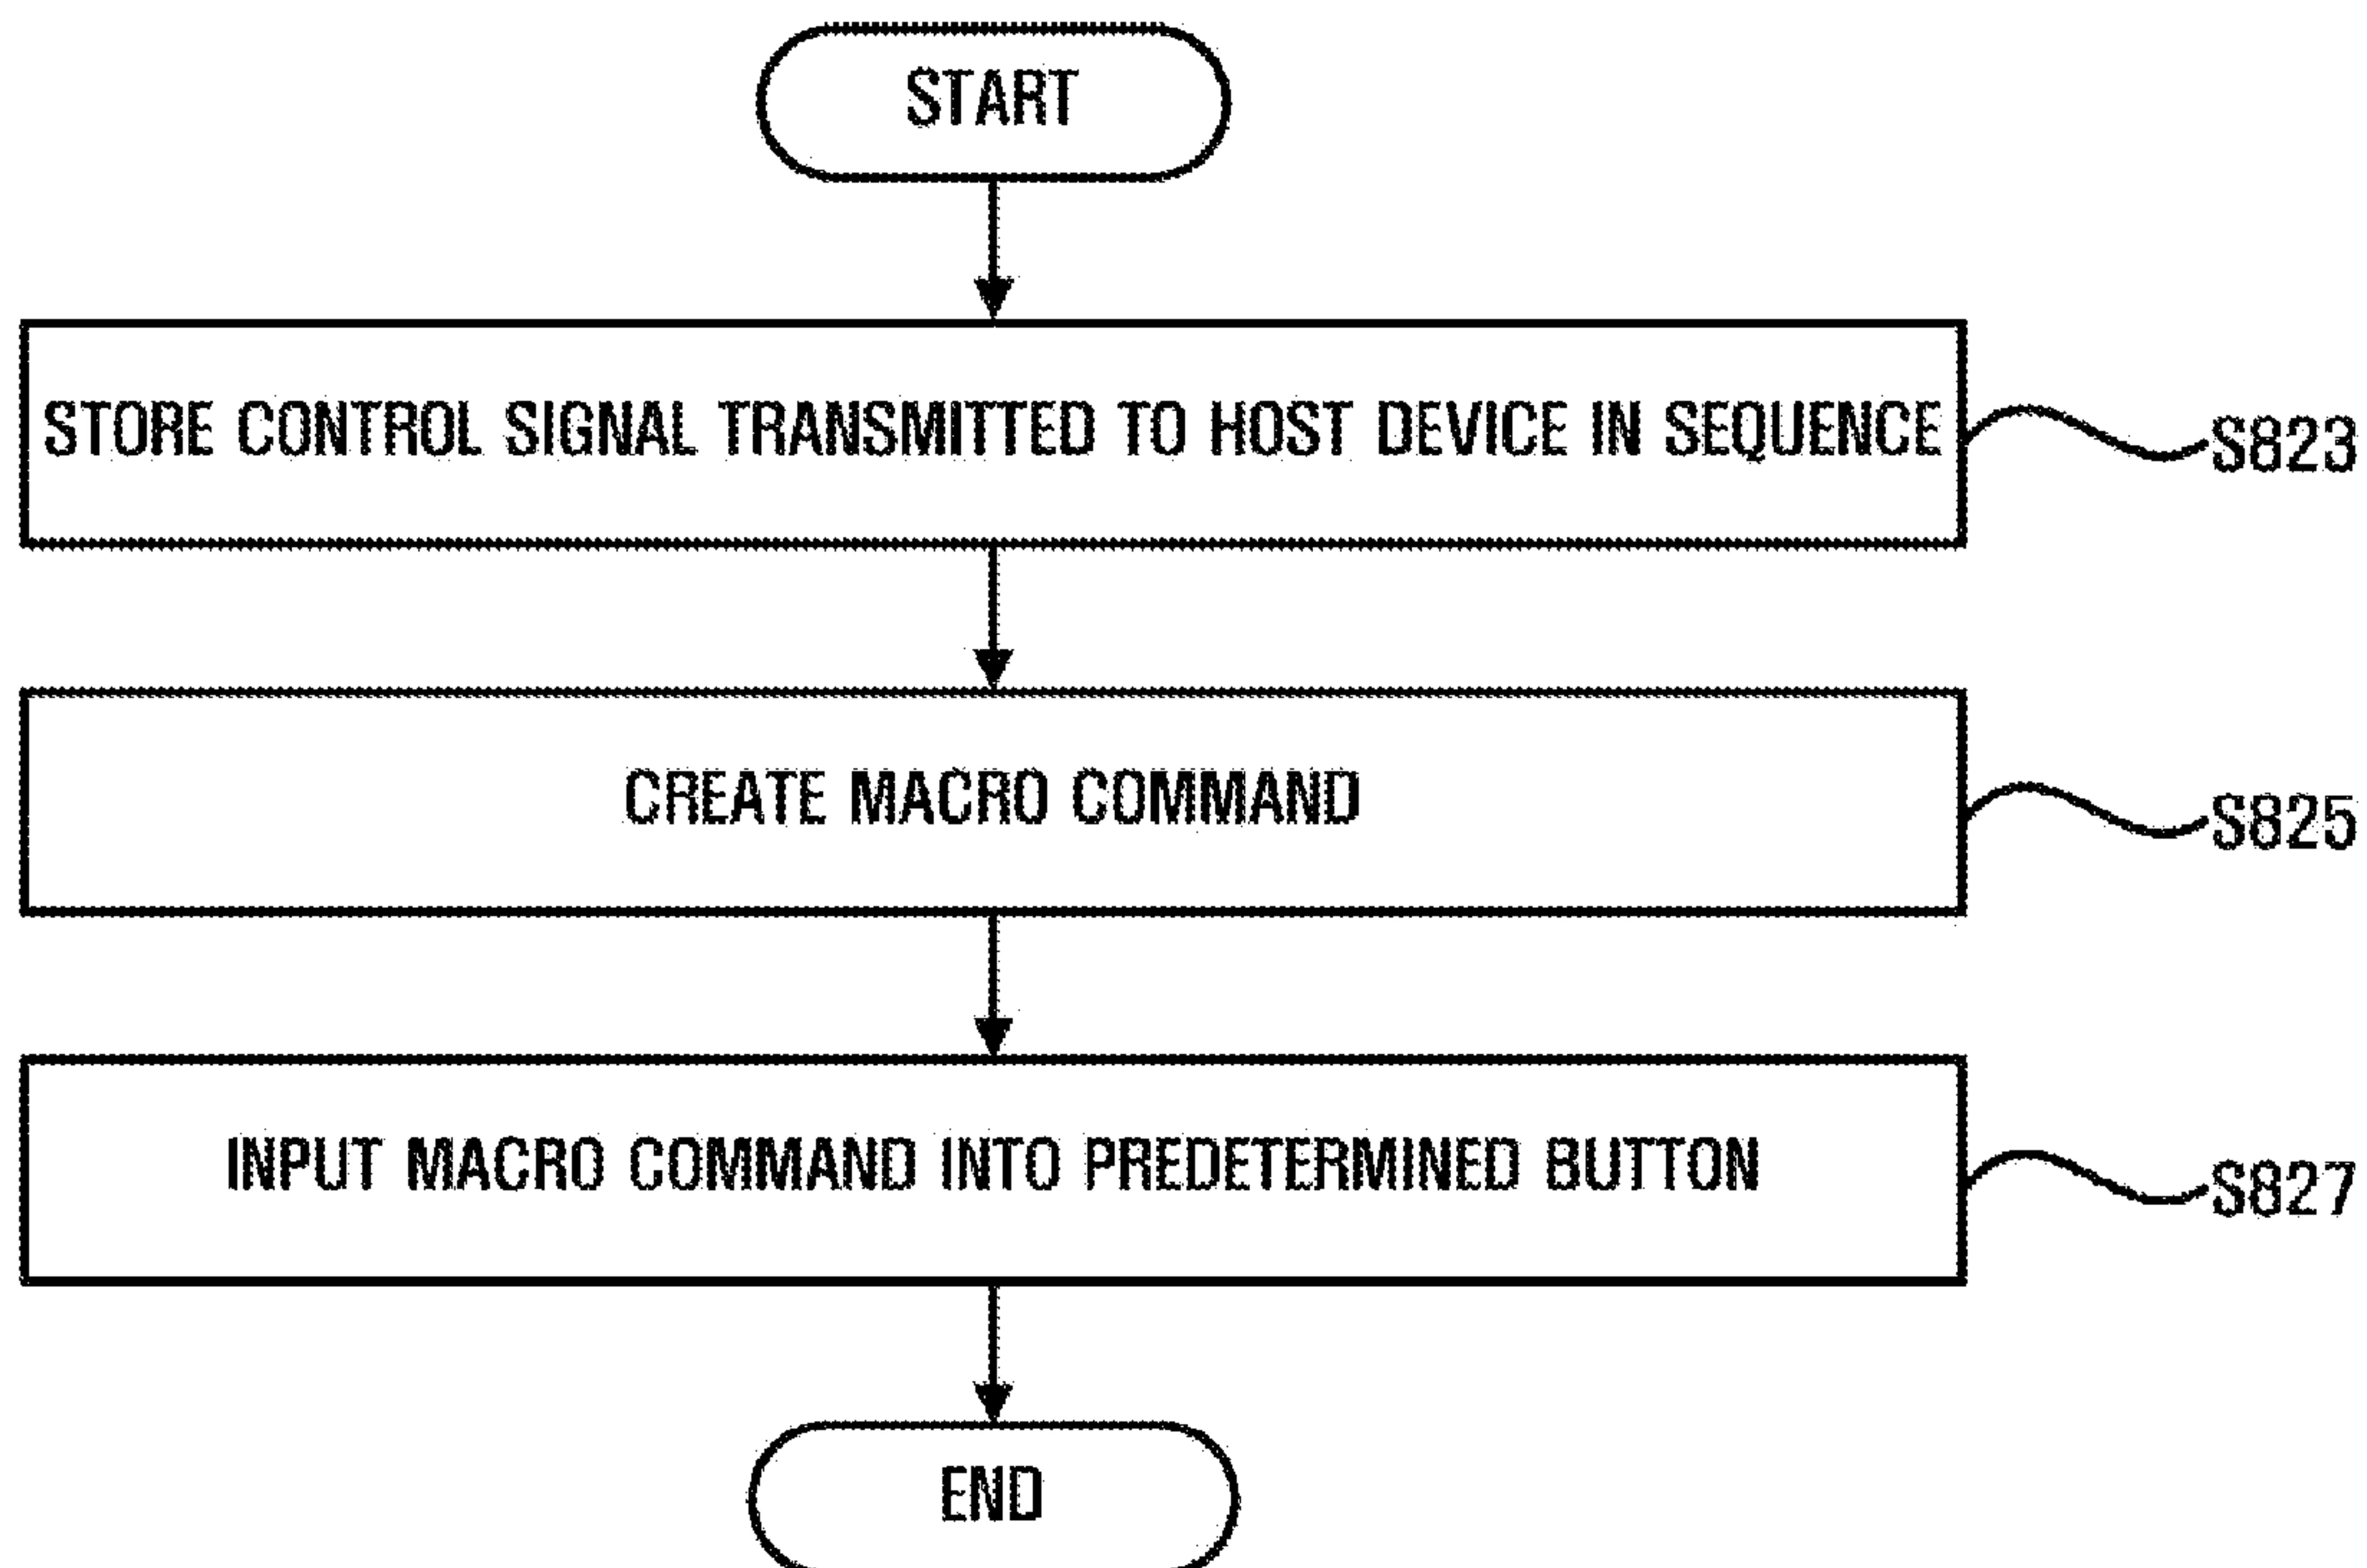 START
STORE CONTROL SIGNAL TRANSMITTED TO HOST DEVICE IN SEQUENCE
S823
CREATE MACRO COMMAND
S825
INPUT MACRO COMMAND INTO PREDETERMINED BUTTON
S827
END